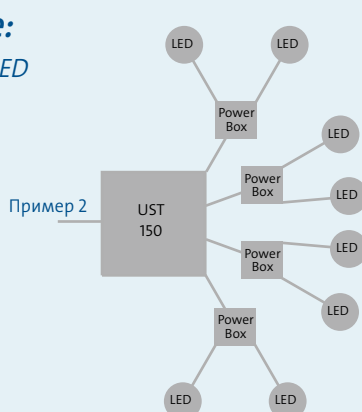 e:
ED
LED
LED
Power
Box
LED
Power
Box
LED
Пример 2
UST
150
LED
Power
Box
LED
Power
Box
LED
LED